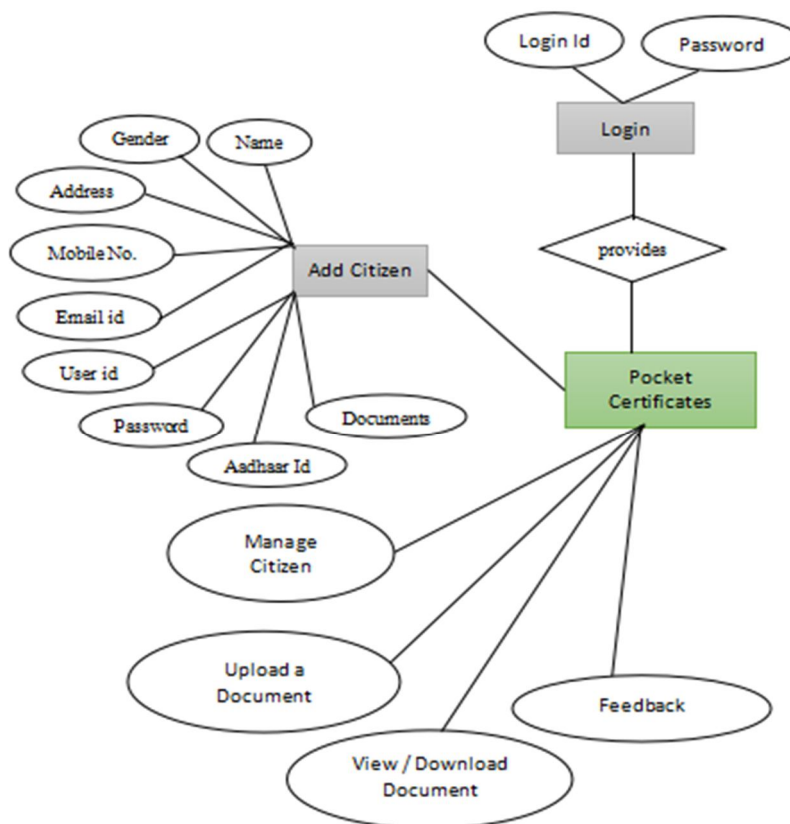 Login Id
Password
Login
Gender
Name
Address
Mobile No.
provides
Add Citizen
Email id
User id
Password
Documents
Aadhaar Id
Pocket
Certificates
Manage
Citizen
Upload a
Document
Feedback
View / Download
Document